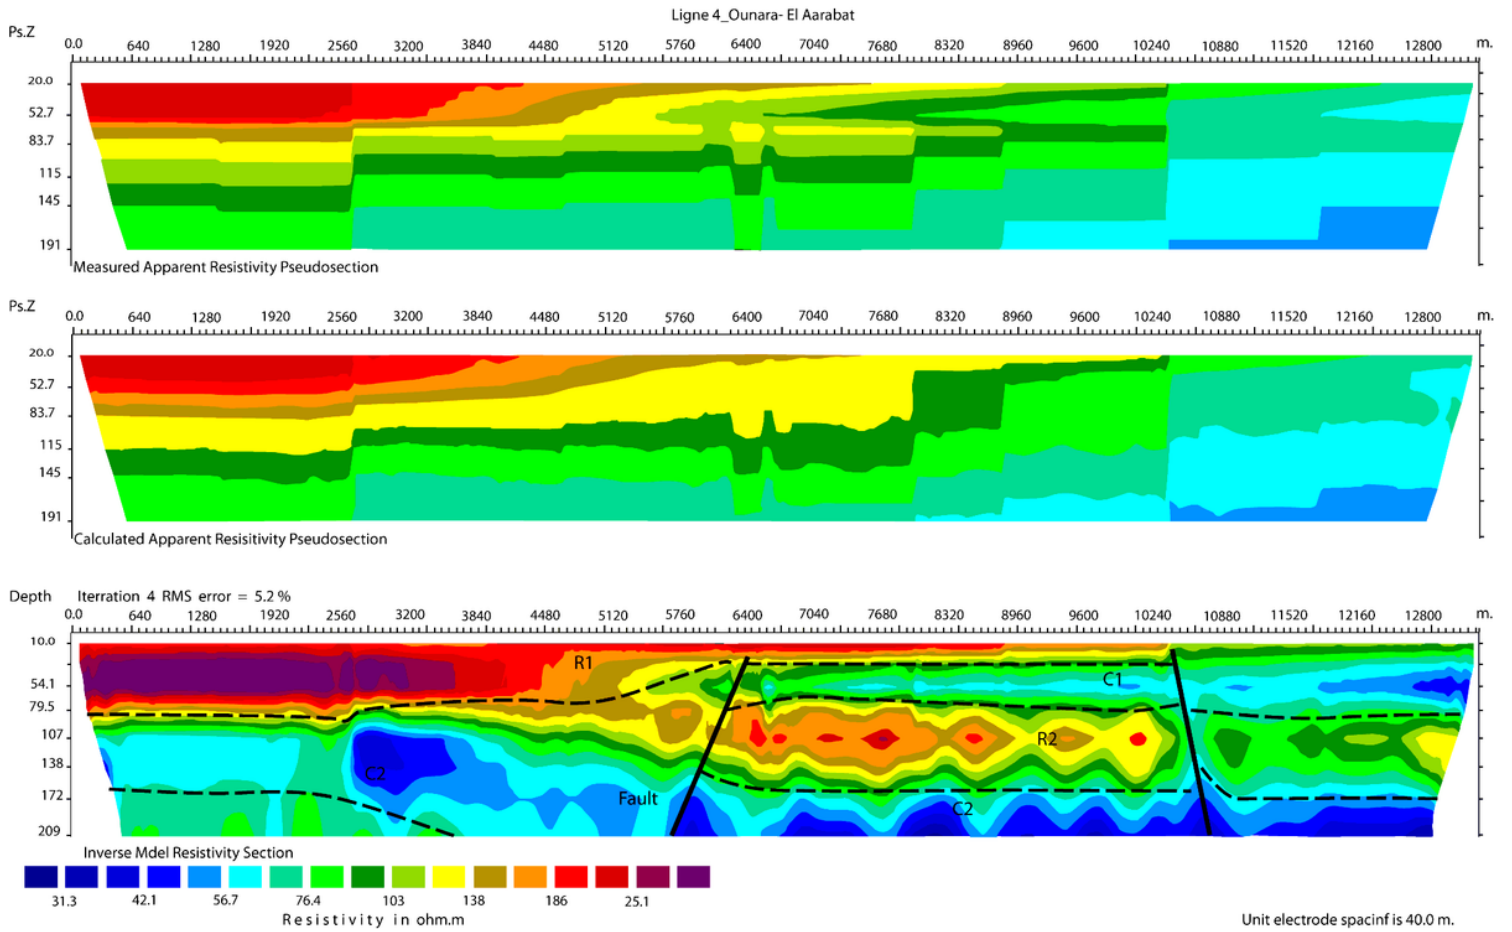 Ligne 4_Ounara- El Aarabat
Ps.Z
0.0 640 1280 1920 2560 3200 3840 4480 5120 5760 6400 7040 7680 8320 8960 9600 10240 10880 11520 12160 12800 m.
20.0
52.7
83.7
115
145
191
Measured Apparent Resistivity Pseudosection
Ps.Z
0.0 640 1280 1920 2560 3200 3840 4480 5120 5760 6400 7040 7680 8320 8960 9600 10240 10880 11520 12160 12800 m.
20.0
52.7
83.7
115
145
191
Calculated Apparent Resisitivity Pseudosection
Depth Iterration 4 RMS error = 5.2 %
0.0 640 1280 1920 2560 3200 3840 4480 5120 5760 6400 7040 7680 8320 8960 9600 10240 10880 11520 12160 12800 m.
10.0
R1
54.1 C1
79.5
107 R2
138 C2
172 Fault C2
209
Inverse Mdel Resistivity Section
31.3 42.1 56.7 76.4 103 138 186 25.1
Resistivity in ohm.m
Unit electrode spacinf is 40.0 m.